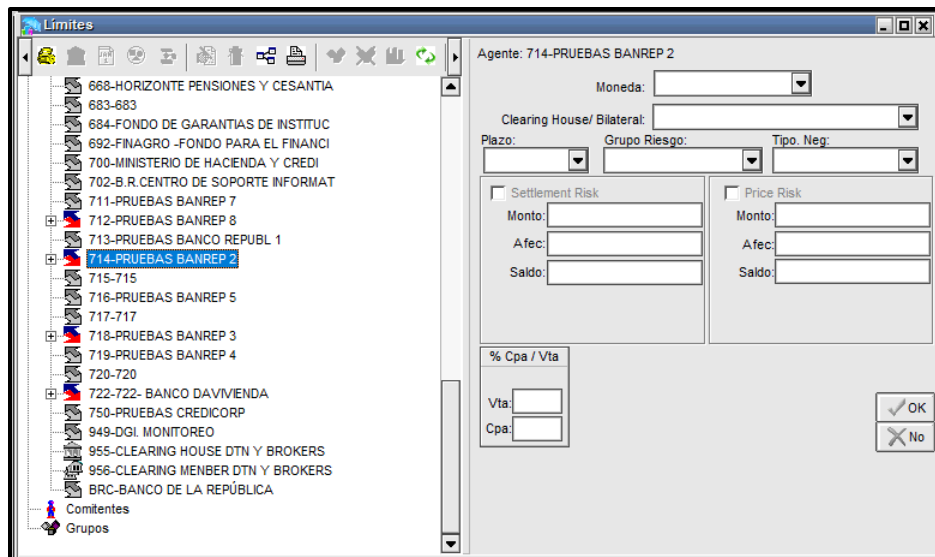 Límites
668-HORIZONTE PENSIONES Y CESANTIA
683-683
684-FONDO DE GARANTIAS DE INSTITUC
692-FINAGRO -FONDO PARA EL FINANCI
700-MINISTERIO DE HACIENDA Y CREDI
702-B.R.CENTRO DE SOPORTE INFORMAT
711-PRUEBAS BANREP 7
712-PRUEBAS BANREP 8
713-PRUEBAS BANCO REPUBL 1
714-PRUEBAS BANREP 2
715-715
716-PRUEBAS BANREP 5
717-717
718-PRUEBAS BANREP 3
719-PRUEBAS BANREP 4
720-720
722-722- BANCO DAVIVIENDA
750-PRUEBAS CREDICORP
949-DGI. MONITOREO
955-CLEARING HOUSE DTN Y BROKERS
956-CLEARING MENBER DTN Y BROKERS
BRC-BANCO DE LA REPÚBLICA
Comitentes
Grupos
Agente: 714-PRUEBAS BANREP 2
Moneda:
Clearing House/ Bilateral:
Plazo: Grupo Riesgo: Tipo. Neg:
Settlement Risk
Monto:
Afec:
Saldo:
Price Risk
Monto:
Afec:
Saldo:
% Cpa / Vta
Vta:
Cpa:
OK
No